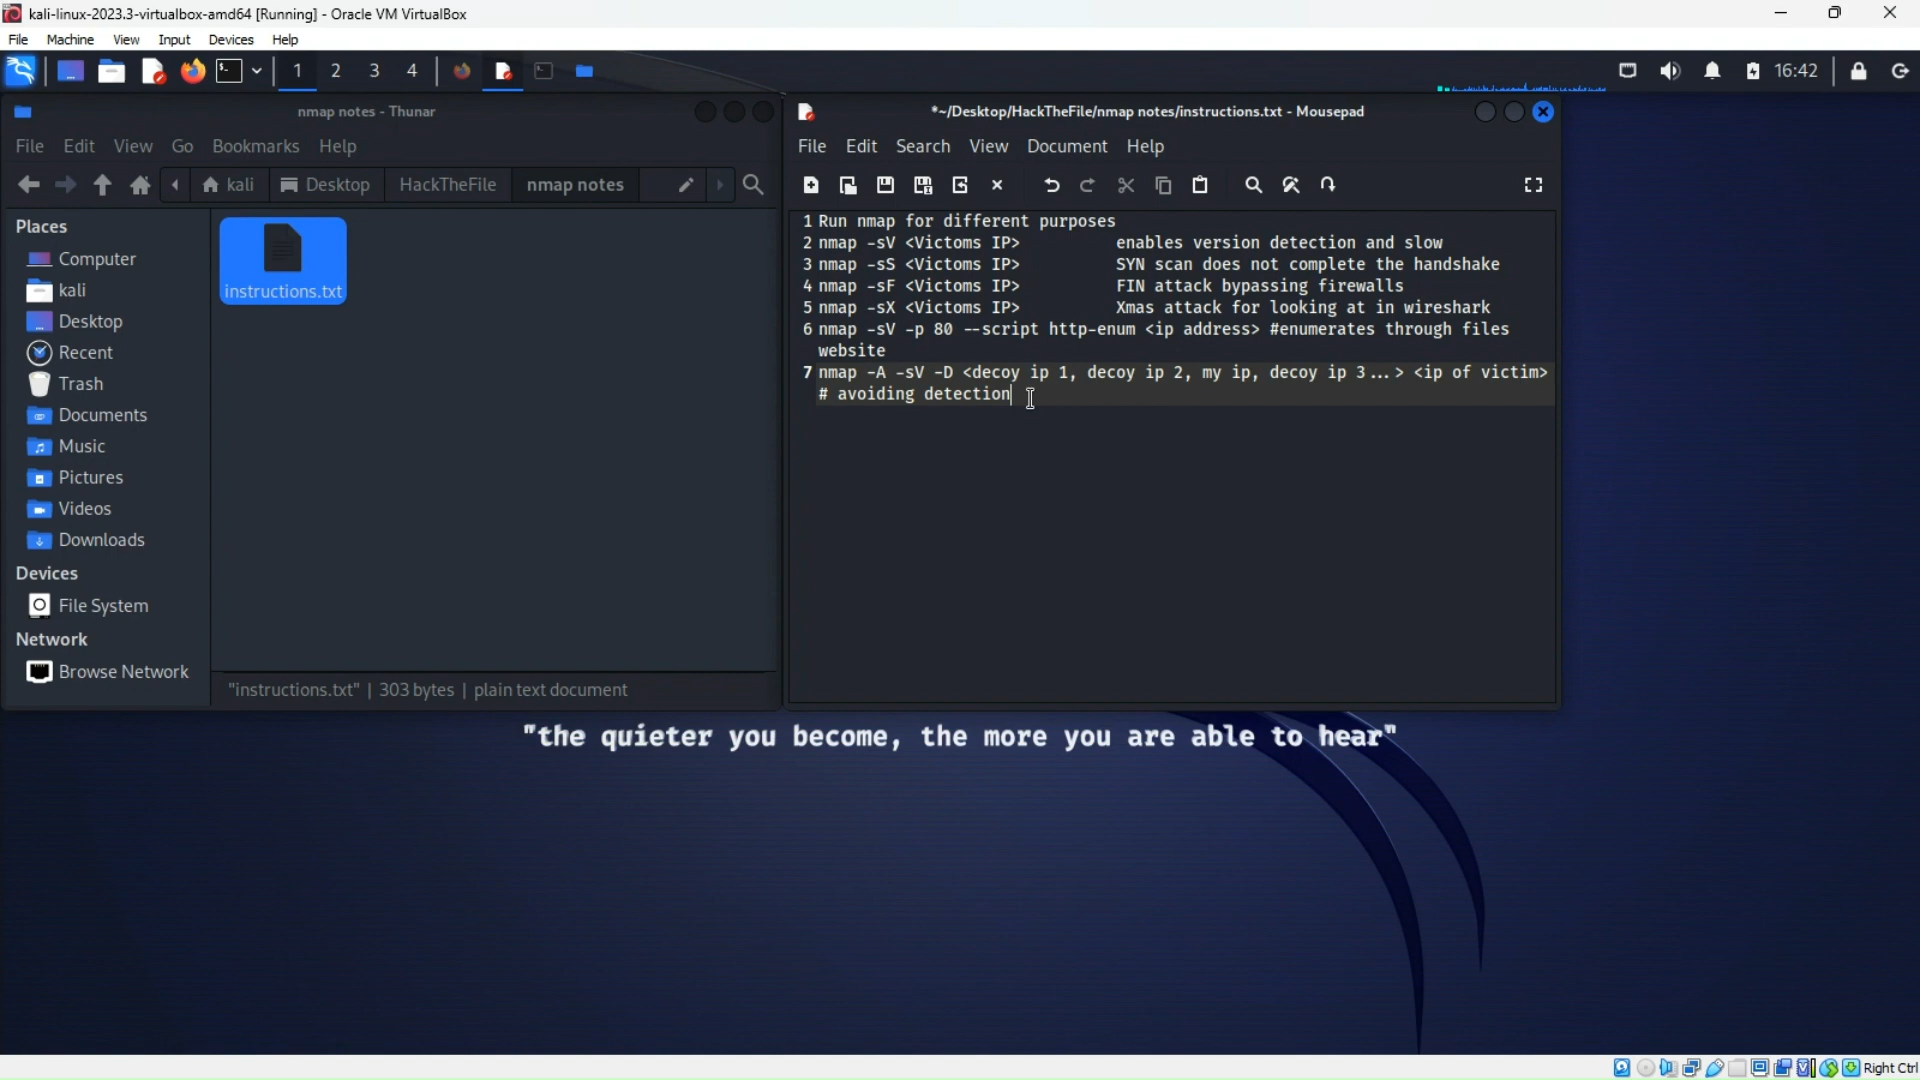 kali-linux-2023.3-virtualbox-amd64 [Running] - Oracle VM VirtualBox
File Machine View Input Devices Help
1 2 3 4 16:42
nmap notes - Thunar
File Edit View Go Bookmarks Help
kali Desktop HackTheFile nmap notes
Places
Computer
kali
Desktop
Recent
Trash
Documents
Music
Pictures
Videos
Downloads
Devices
File System
Network
Browse Network
instructions.txt
"instructions.txt" | 303 bytes | plain text document
*~/Desktop/HackTheFile/nmap notes/instructions.txt - Mousepad
File Edit Search View Document Help
1 Run nmap for different purposes
2 nmap -sV <Victoms IP> enables version detection and slow
3 nmap -sS <Victoms IP> SYN scan does not complete the handshake
4 nmap -sF <Victoms IP> FIN attack bypassing firewalls
5 nmap -sX <Victoms IP> Xmas attack for looking at in wireshark
6 nmap -sV -p 80 --script http-enum <ip address> #enumerates through files
website
7 nmap -A -sV -D <decoy ip 1, decoy ip 2, my ip, decoy ip 3...> <ip of victim>
# avoiding detection
"the quieter you become, the more you are able to hear"
Right Ctrl